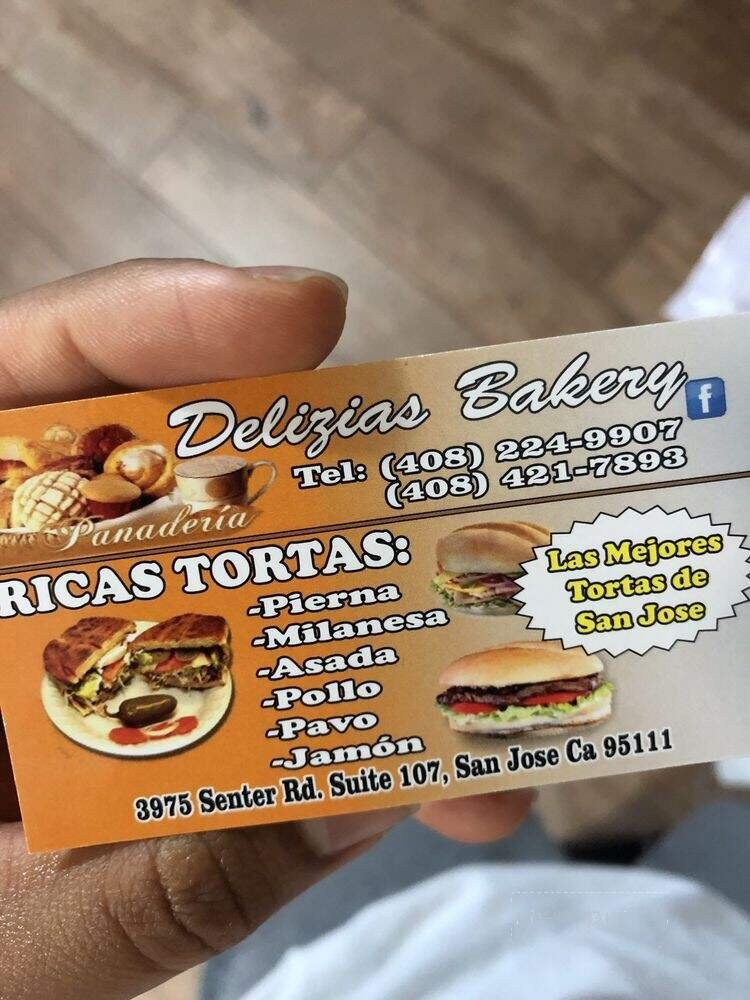 Delizias Bakery
f
Tel: (408) 224-9907
(408) 421-7893
Panadería
RICAS TORTAS:
-Pierna
-Milanesa
-Asada
-Pollo
-Pavo
-Jamón
Las Mejores
Tortas de
San Jose
3975 Senter Rd. Suite 107, San Jose Ca 95111